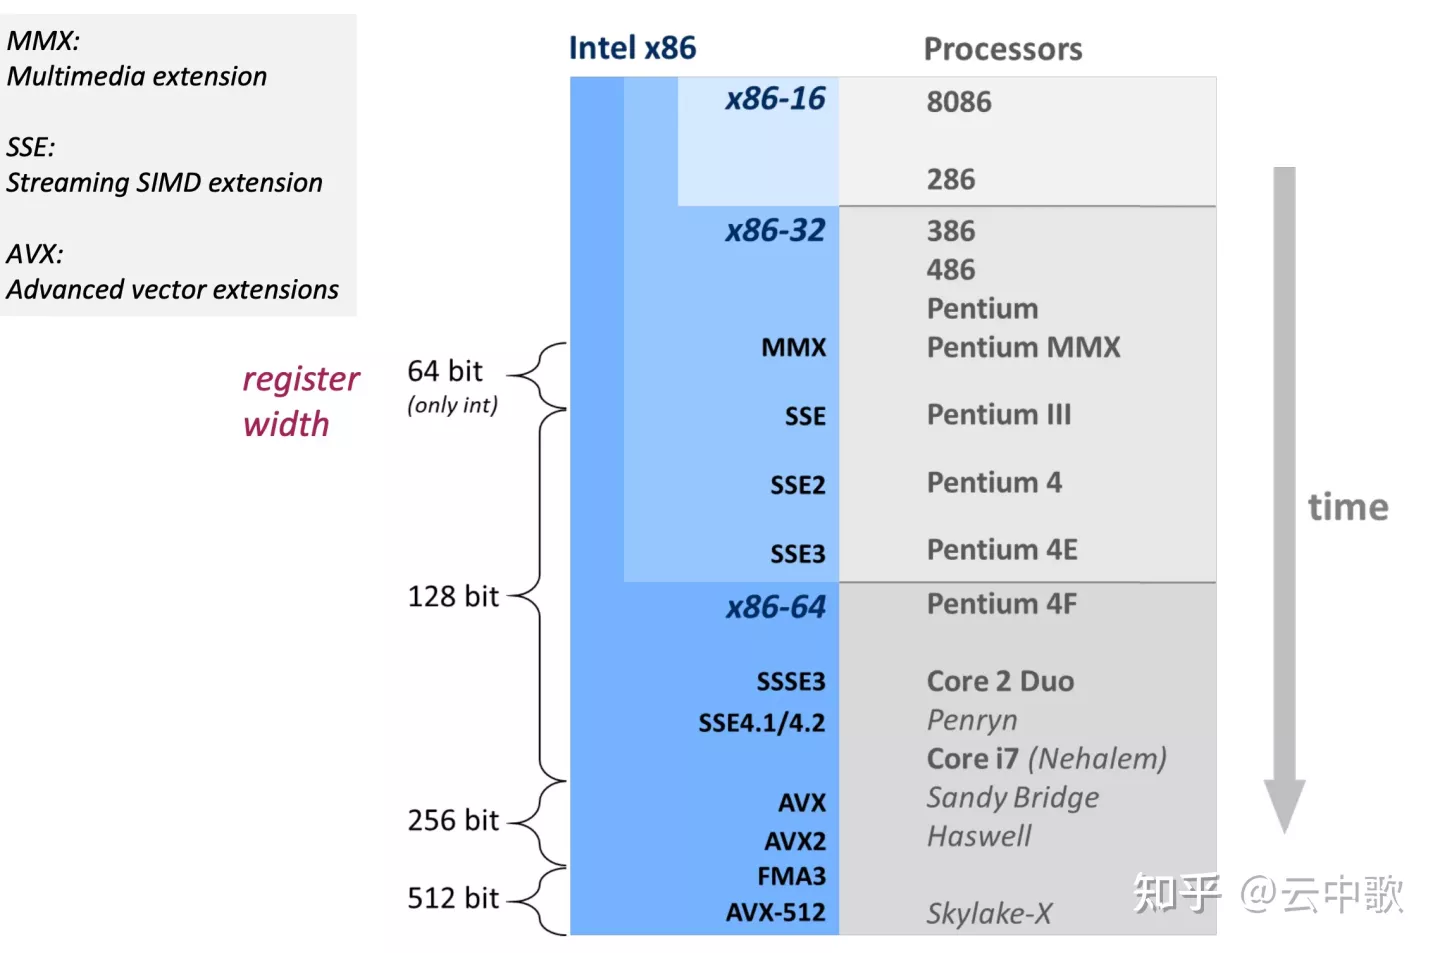 MMX:
Multimedia extension
SSE:
Streaming SIMD extension
AVX:
Advanced vector extensions
register
width
64 bit
(only int)
128 bit
256 bit
512 bit
Intel x86
Processors
x86-16
8086
286
x86-32
386
486
Pentium
MMX
Pentium MMX
SSE
Pentium III
SSE2
Pentium 4
SSE3
Pentium 4E
x86-64
Pentium 4F
SSSE3
Core 2 Duo
SSE4.1/4.2
Penryn
Core i7 (Nehalem)
AVX
Sandy Bridge
AVX2
Haswell
FMA3
AVX-512
Skylake-X
time
知乎 @云中歌